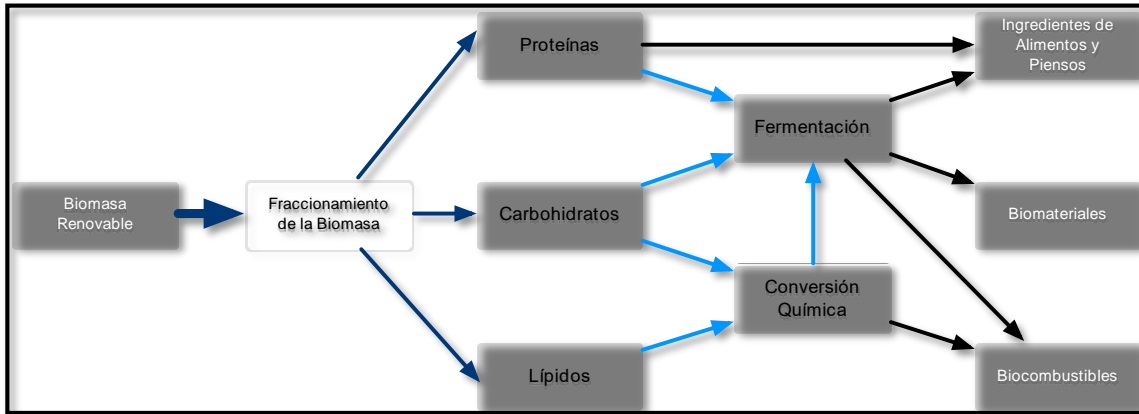 Proteínas
Ingredientes de
Alimentos y
Piensos
Fermentación
Biomasa
Renovable
Fraccionamiento
de la Biomasa
Carbohidratos
Biomateriales
Conversión
Química
Lípidos
Biocombustibles